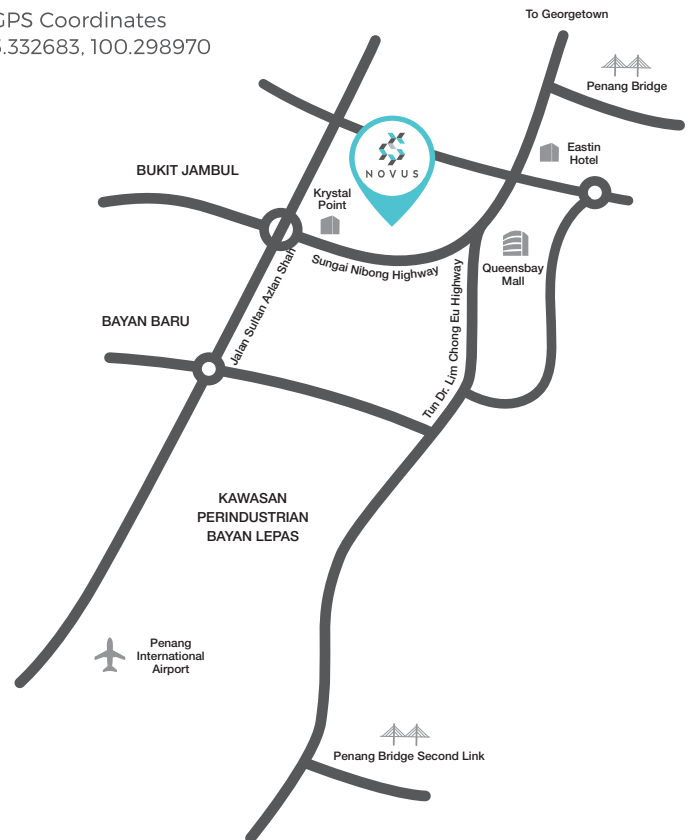 GPS Coordinates
5.332683, 100.298970
To Georgetown
Penang Bridge
Eastin
Hotel
BUKIT JAMBUL
NOVUS
Krystal
Point
Sungai Nibong Highway
Queensbay
Mall
Jalan Sultan Azlan Shah
Tun Dr. Lim Chong Eu Highway
BAYAN BARU
KAWASAN
PERINDUSTRIAN
BAYAN LEPAS
Penang
International
Airport
Penang Bridge Second Link